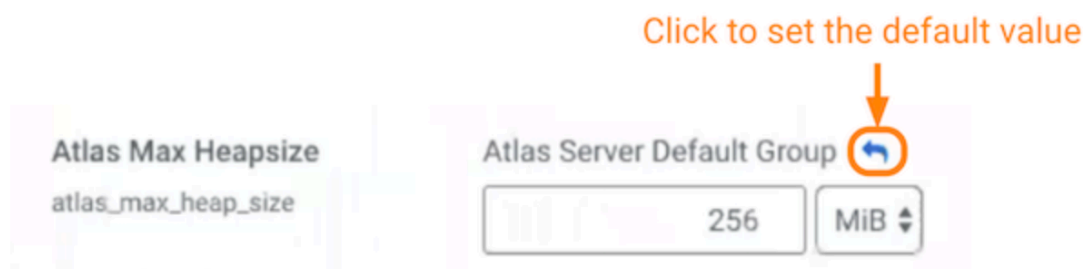 Click to set the default value
Atlas Max Heapsize
atlas_max_heap_size
Atlas Server Default Group
256
MiB